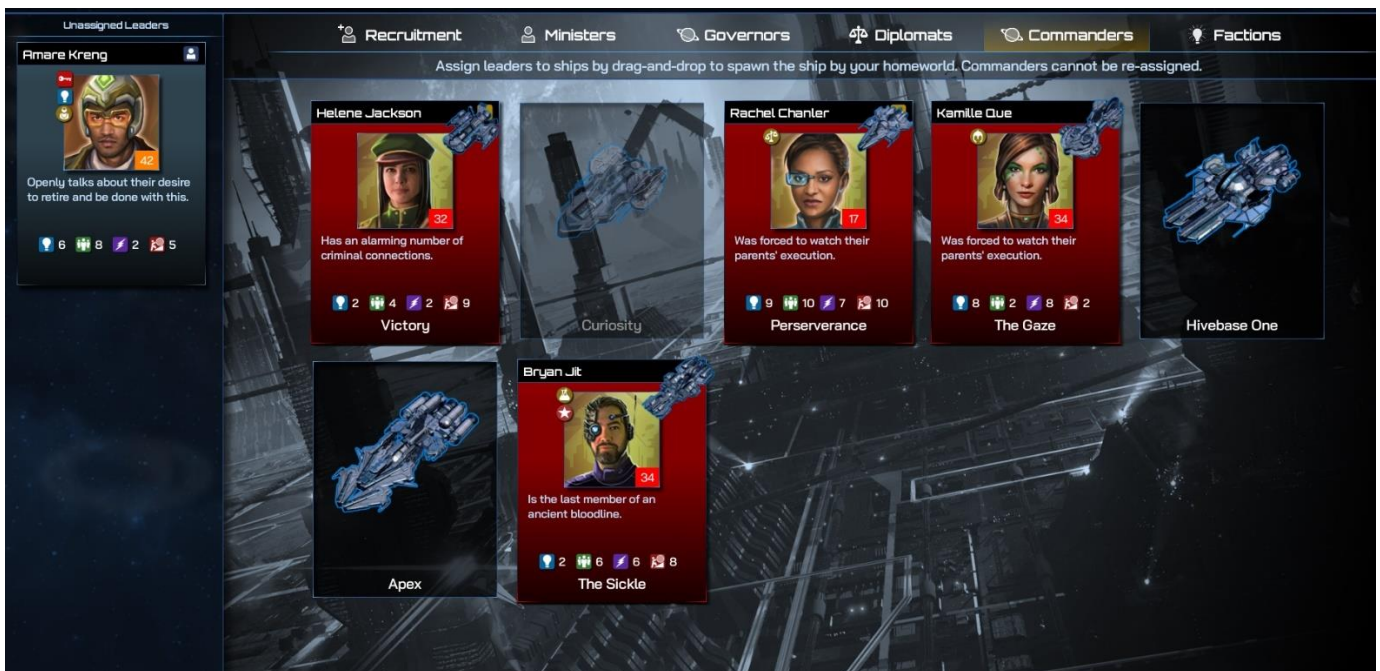 Unassigned Leaders
Amare Kreng
42
Openly talks about their desire
to retire and be done with this.
6 8 2 5
Recruitment
Ministers
Governors
Diplomats
Commanders
Factions
Assign leaders to ships by drag-and-drop to spawn the ship by your homeworld. Commanders cannot be re-assigned.
Helene Jackson
32
Has an alarming number of
criminal connections.
2 4 2 9
Victory
Curiosity
Rachel Chanler
17
Was forced to watch their
parents' execution.
9 10 7 10
Perserverance
Kamille Que
34
Was forced to watch their
parents' execution.
8 2 8 2
The Gaze
Hivebase One
Apex
Bryan Jit
34
Is the last member of an
ancient bloodline.
2 6 6 8
The Sickle